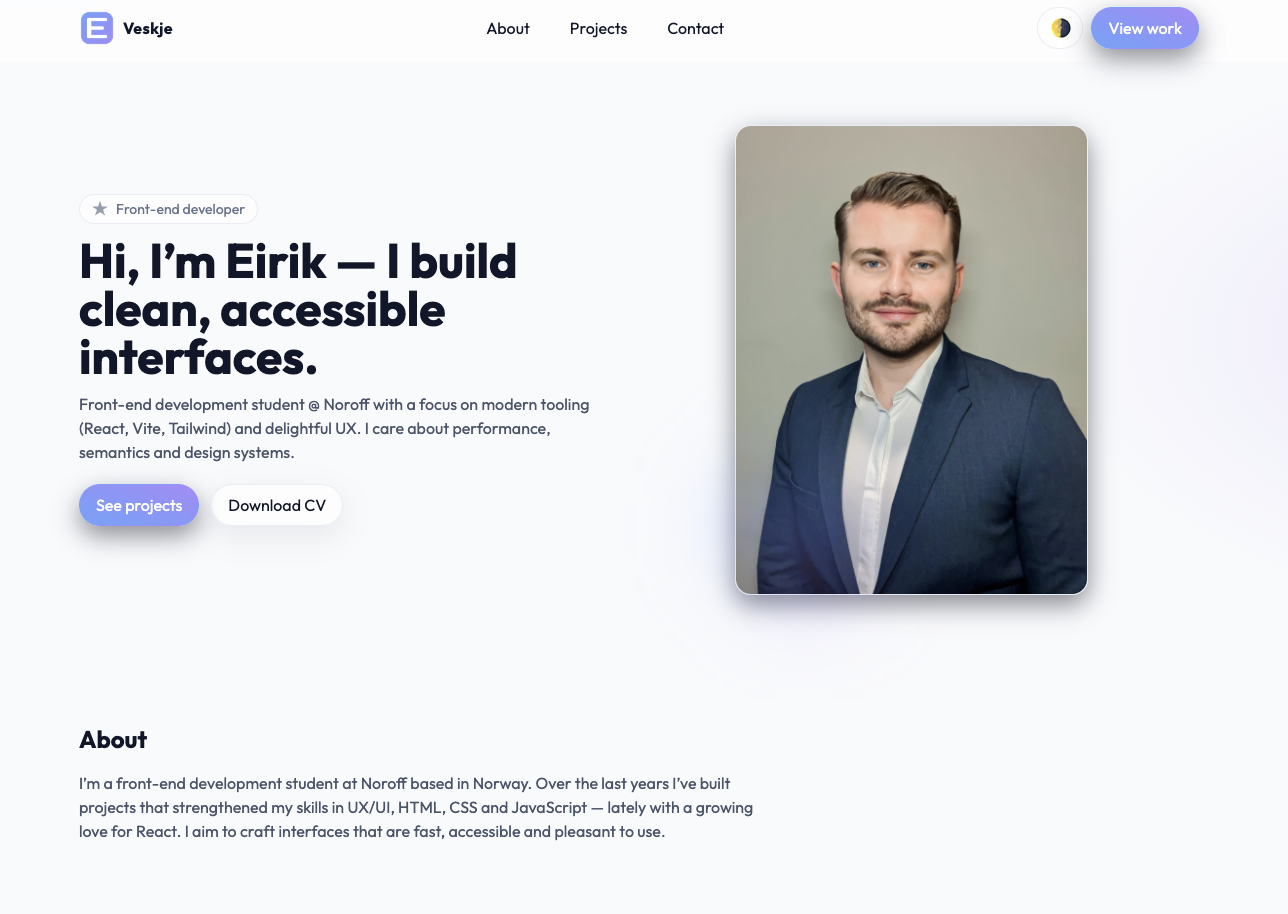 E Veskje
About Projects Contact
View work
Front-end developer
Hi, I’m Eirik — I build
clean, accessible
interfaces.
Front-end development student @ Noroff with a focus on modern tooling
(React, Vite, Tailwind) and delightful UX. I care about performance,
semantics and design systems.
See projects Download CV
About
I’m a front-end development student at Noroff based in Norway. Over the last years I’ve built
projects that strengthened my skills in UX/UI, HTML, CSS and JavaScript — lately with a growing
love for React. I aim to craft interfaces that are fast, accessible and pleasant to use.